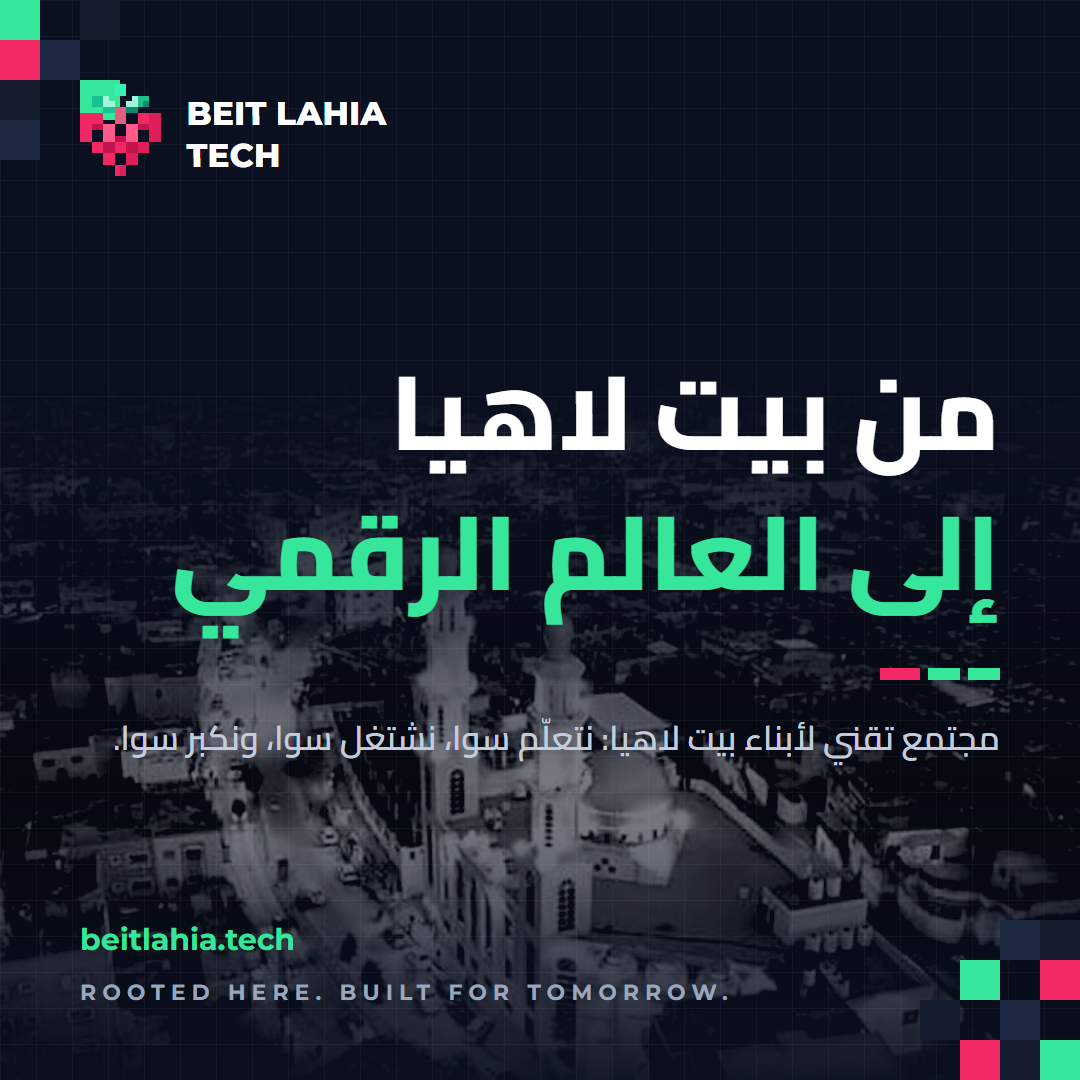 BEIT LAHIA
TECH
من بيت لاهيا
إلى العالم الرقمي
مجتمع تقني لأبناء بيت لاهيا: نتعلّم سوا، نشتغل سوا، ونكبر سوا.
beitlahia.tech
ROOTED HERE. BUILT FOR TOMORROW.